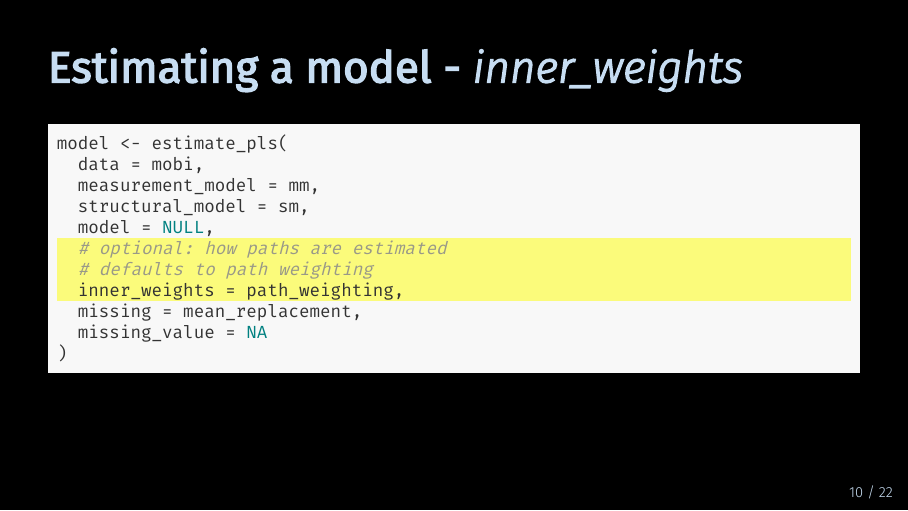 Estimating a model - inner_weights
model <- estimate_pls(
  data = mobi,
  measurement_model = mm,
  structural_model = sm,
  model = NULL,
  # optional: how paths are estimated
  # defaults to path weighting
  inner_weights = path_weighting,
  missing = mean_replacement,
  missing_value = NA
)
10 / 22